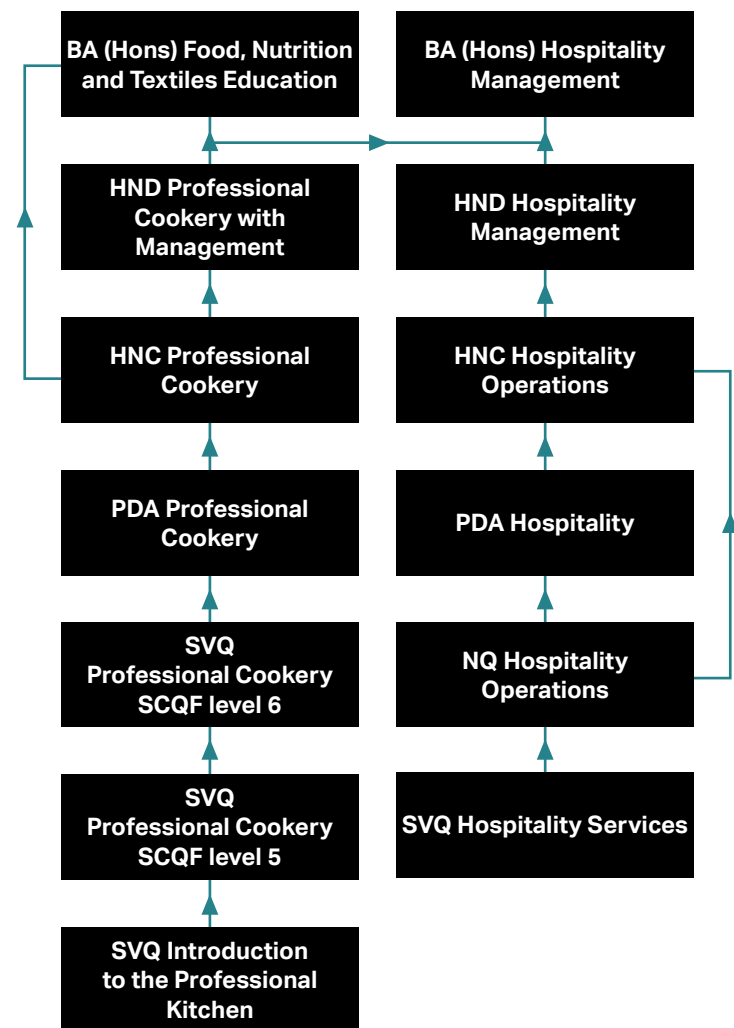 BA (Hons) Food, Nutrition
and Textiles Education
BA (Hons) Hospitality
Management
HND Professional
Cookery with
Management
HND Hospitality
Management
HNC Professional
Cookery
HNC Hospitality
Operations
PDA Professional
Cookery
PDA Hospitality
SVQ
Professional Cookery
SCQF level 6
NQ Hospitality
Operations
SVQ
Professional Cookery
SCQF level 5
SVQ Hospitality Services
SVQ Introduction
to the Professional
Kitchen